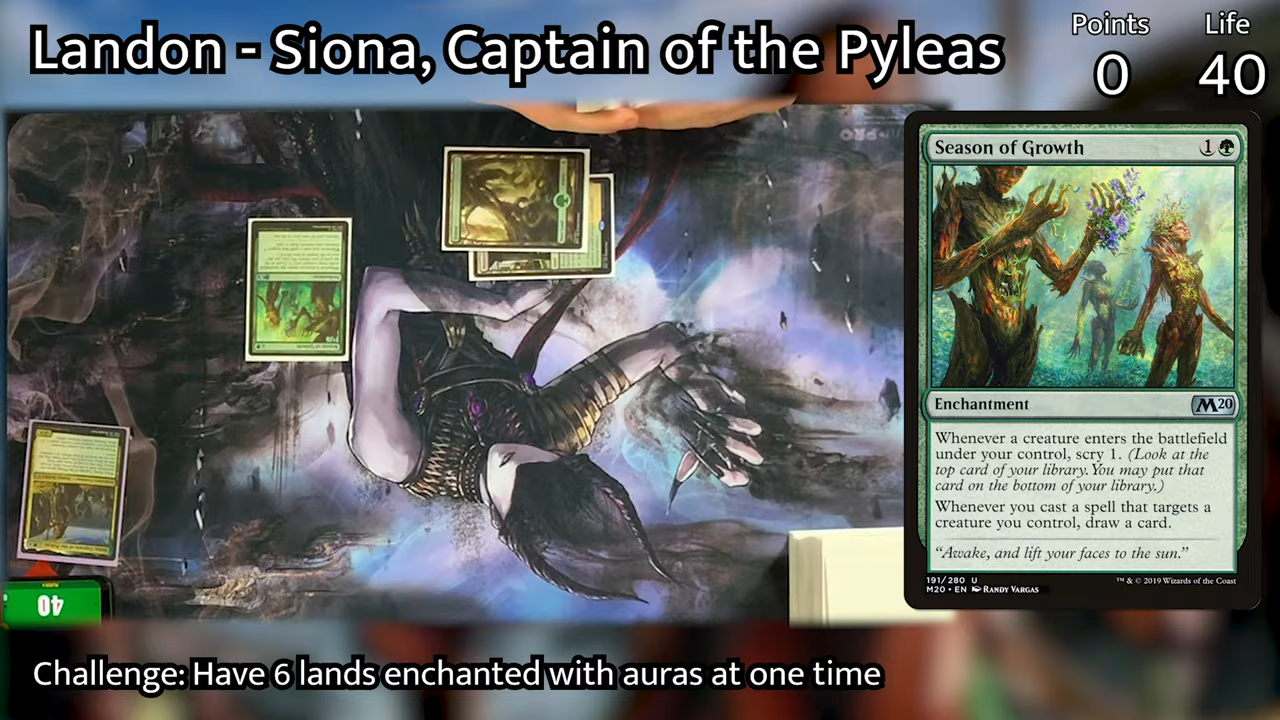 Landon - Siona, Captain of the Pyleas
Points
Life
0
40
Season of Growth
1
Enchantment
M20
Whenever a creature enters the battlefield
under your control, scry 1. (Look at the
top card of your library. You may put that
card on the bottom of your library.)
Whenever you cast a spell that targets a
creature you control, draw a card.
"Awake, and lift your faces to the sun."
191/280 U
M20 • EN RANDY VARGAS
™ & © 2019 Wizards of the Coast
40
Challenge: Have 6 lands enchanted with auras at one time